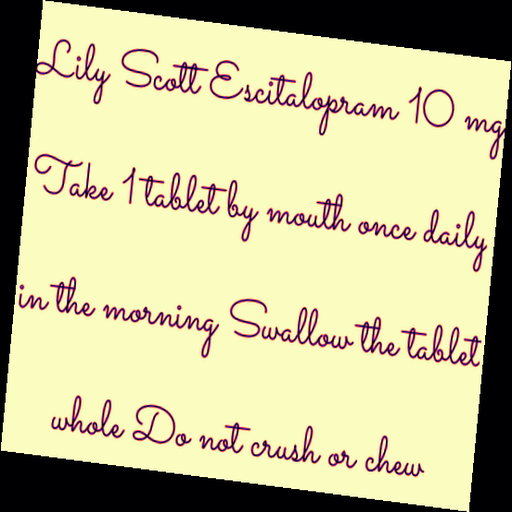 Lily Scott Escitalopram 10 mg
Take 1 tablet by mouth once daily
in the morning Swallow the tablet
whole Do not crush or chew